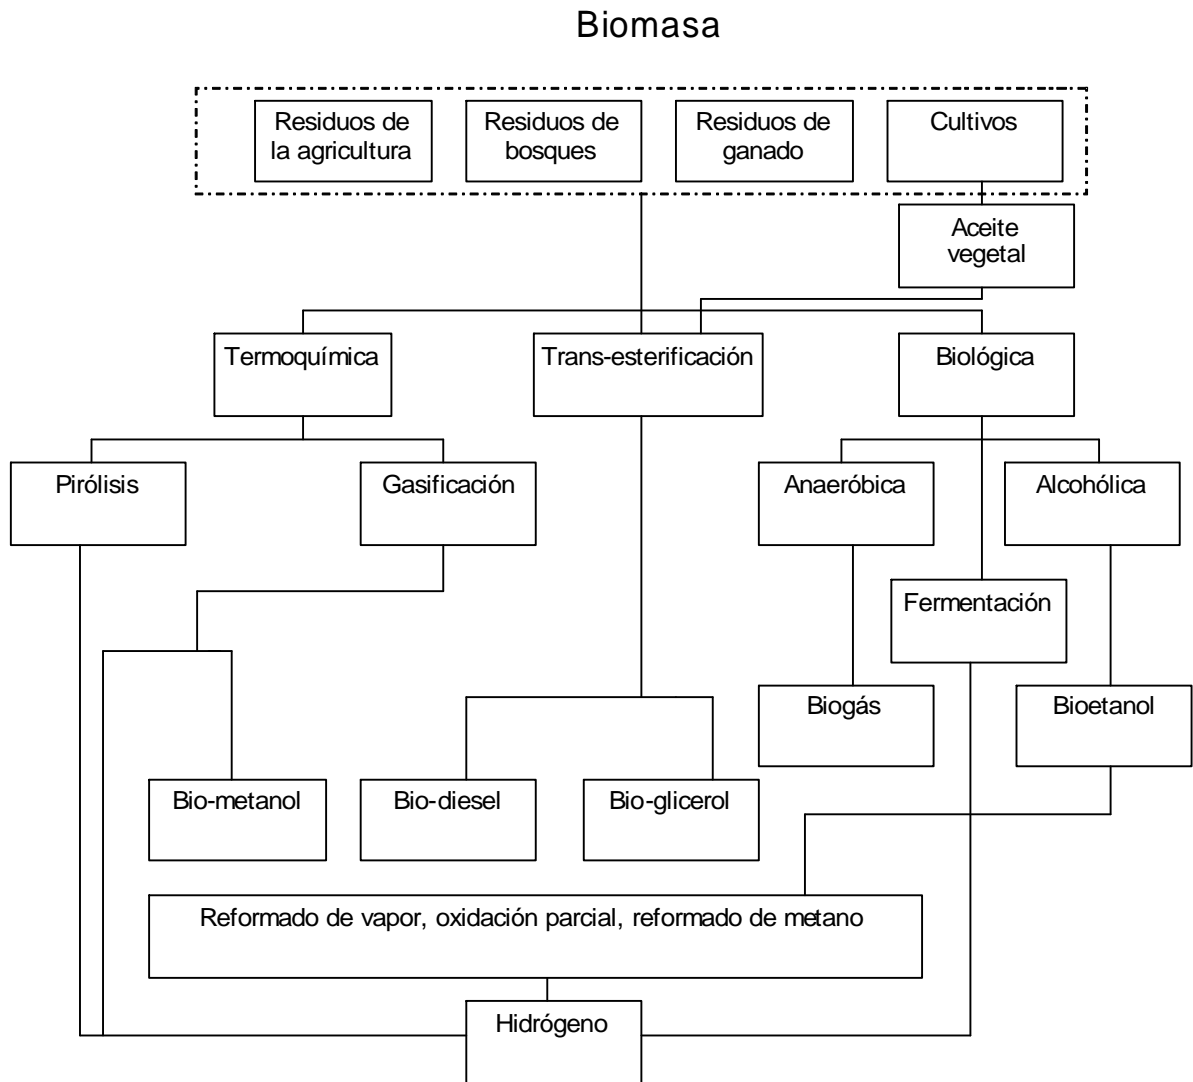 Biomasa
Residuos de
la agricultura
Residuos de
bosques
Residuos de
ganado
Cultivos
Aceite
vegetal
Termoquímica
Trans-esterificación
Biológica
Pirólisis
Gasificación
Anaeróbica
Alcohólica
Fermentación
Biogás
Bioetanol
Bio-metanol
Bio-diesel
Bio-glicerol
Reformado de vapor, oxidación parcial, reformado de metano
Hidrógeno